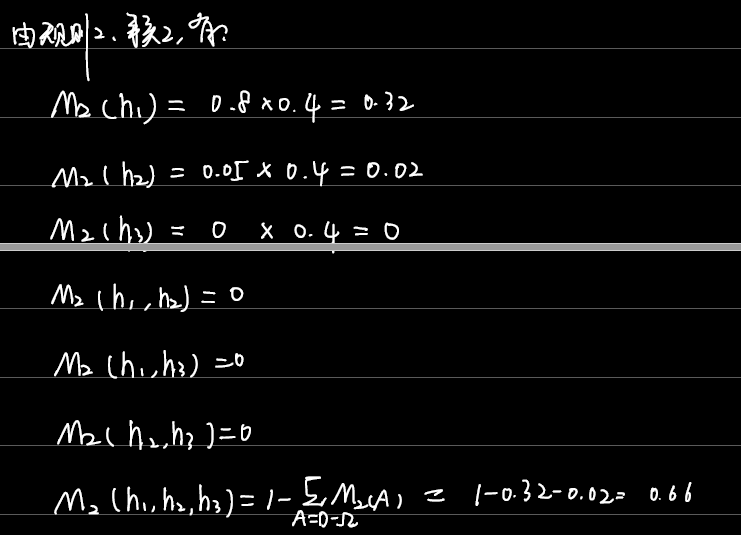 由规则2、事实2,有:
M₂(h₁) = 0.8×0.4 = 0.32
M₂(h₂) = 0.05 × 0.4 = 0.02
M₂(h₃) = 0 × 0.4 = 0
M₂(h₁,h₂) = 0
M₂(h₁,h₃) = 0
M₂(h₂,h₃) = 0
M₂(h₁,h₂,h₃) = 1 - Σ M₂(A) = 1-0.32-0.02 = 0.66